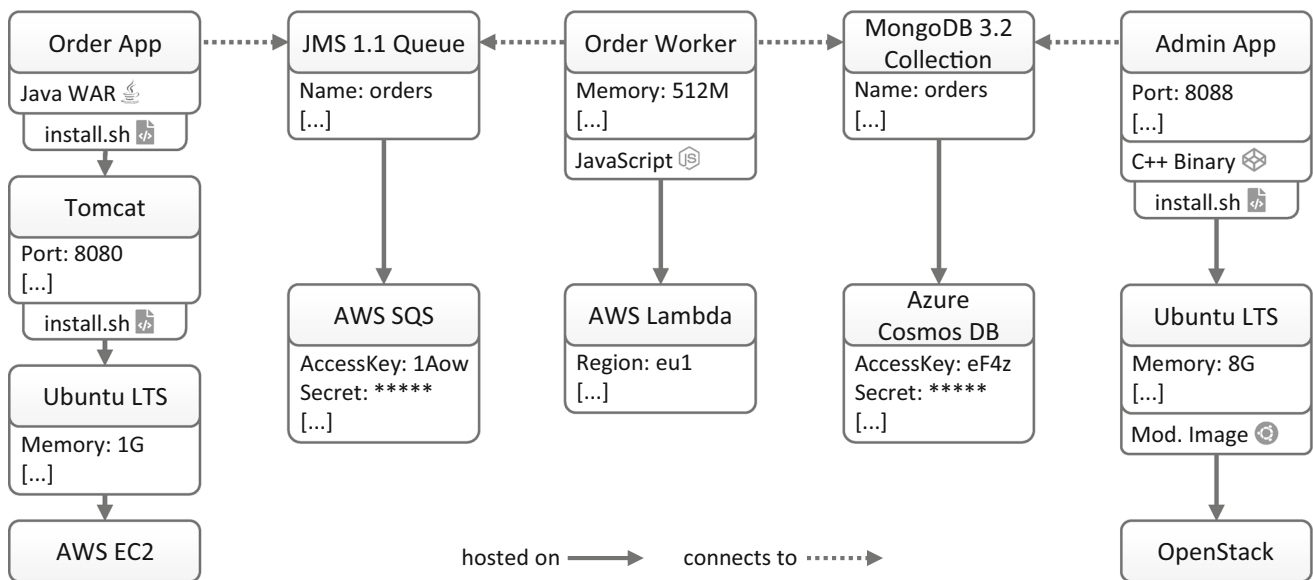 Order App
Java WAR
install.sh
Tomcat
Port: 8080
[...]
install.sh
Ubuntu LTS
Memory: 1G
[...]
AWS EC2
JMS 1.1 Queue
Name: orders
[...]
AWS SQS
AccessKey: 1Aow
Secret: *****
[...]
Order Worker
Memory: 512M
[...]
JavaScript
JS
AWS Lambda
Region: eu1
[...]
MongoDB 3.2
Collection
Name: orders
[...]
Azure
Cosmos DB
AccessKey: eF4z
Secret: *****
[...]
Admin App
Port: 8088
[...]
C++ Binary
install.sh
Ubuntu LTS
Memory: 8G
[...]
Mod. Image
OpenStack
hosted on
connects to